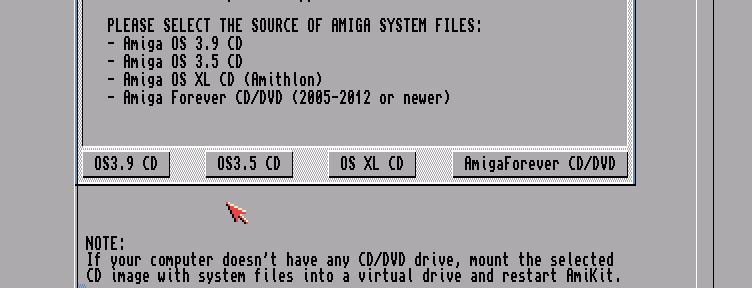 PLEASE SELECT THE SOURCE OF AMIGA SYSTEM FILES:
- Amiga OS 3.9 CD
- Amiga OS 3.5 CD
- Amiga OS XL CD (Amithlon)
- Amiga Forever CD/DVD (2005-2012 or newer)
OS3.9 CD OS3.5 CD OS XL CD AmigaForever CD/DVD
NOTE:
If your computer doesn't have any CD/DVD drive, mount the selected
CD image with system files into a virtual drive and restart AmiKit.